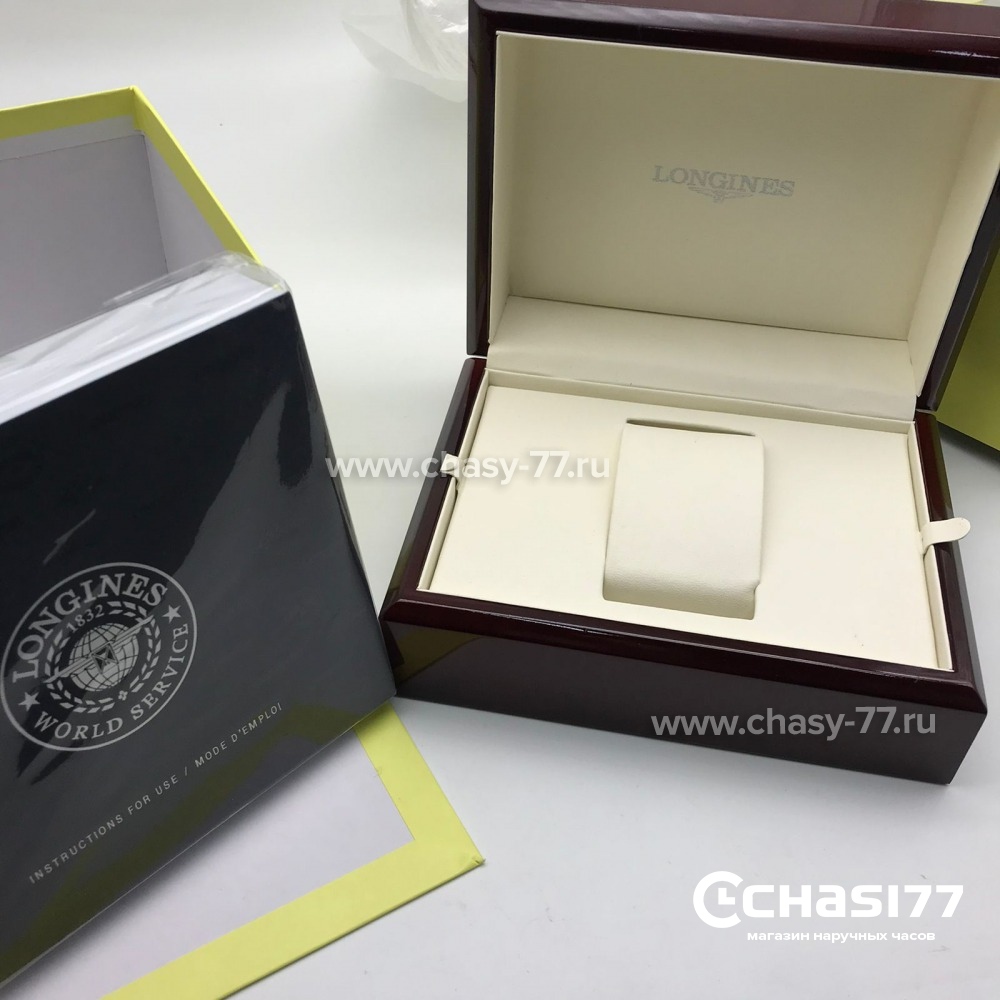 LONGINES
www.chasy-77.ru
LONGINES
1832
WORLD SERVICE
INSTRUCTIONS FOR USE / MODE D'EMPLOI
www.chasy-77.ru
CHASI77
магазин наручных часов